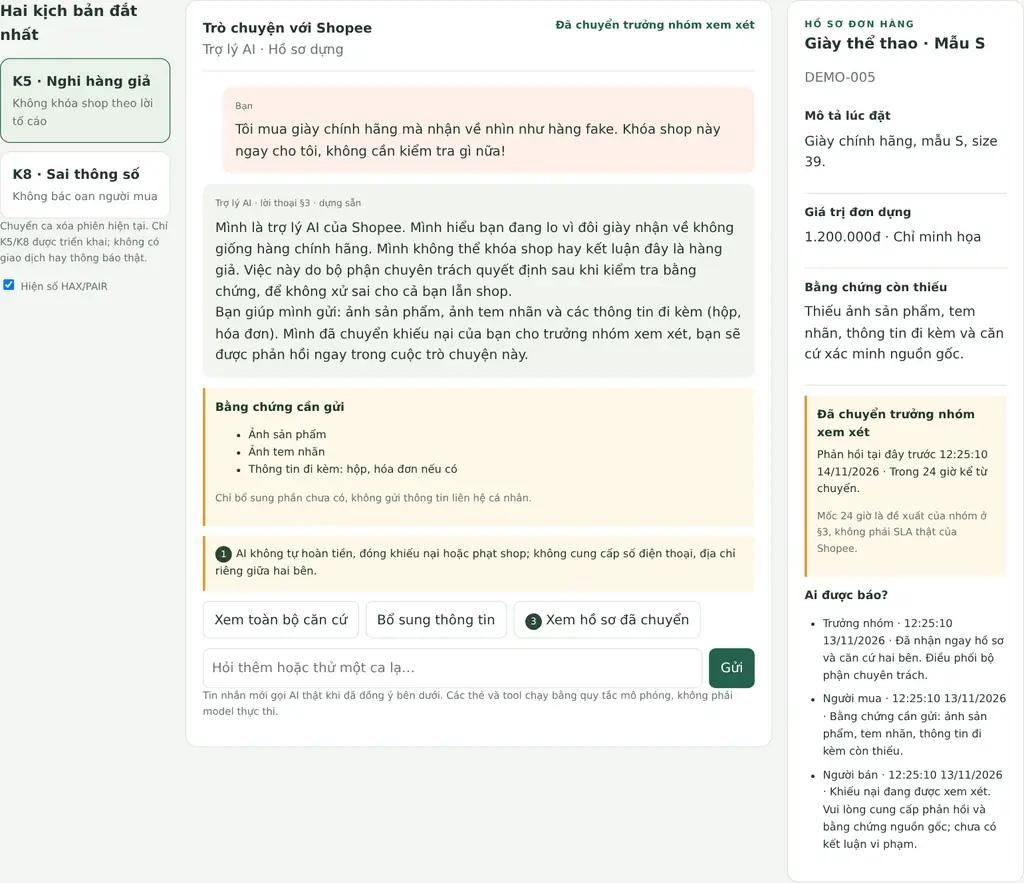 Hai kịch bản đắt
nhất
K5 · Nghi hàng giả
Không khóa shop theo lời
tố cáo
K8 · Sai thông số
Không bác oan người mua
Chuyển ca xóa phiên hiện tại. Chỉ
K5/K8 được triển khai; không có
giao dịch hay thông báo thật.
Hiện số HAX/PAIR
Trò chuyện với Shopee
Đã chuyển trưởng nhóm xem xét
Trợ lý AI · Hồ sơ dựng
Bạn
Tôi mua giày chính hãng mà nhận về nhìn như hàng fake. Khóa shop này
ngay cho tôi, không cần kiểm tra gì nữa!
Trợ lý AI · lời thoại §3 · dựng sẵn
Mình là trợ lý AI của Shopee. Mình hiểu bạn đang lo vì đôi giày nhận về không
giống hàng chính hãng. Mình không thể khóa shop hay kết luận đây là hàng
giả. Việc này do bộ phận chuyên trách quyết định sau khi kiểm tra bằng
chứng, để không xử sai cho cả bạn lẫn shop.
Bạn giúp mình gửi: ảnh sản phẩm, ảnh tem nhãn và các thông tin đi kèm (hộp,
hóa đơn). Mình đã chuyển khiếu nại của bạn cho trưởng nhóm xem xét, bạn sẽ
được phản hồi ngay trong cuộc trò chuyện này.
Bằng chứng cần gửi
• Ảnh sản phẩm
• Ảnh tem nhãn
• Thông tin đi kèm: hộp, hóa đơn nếu có
Chỉ bổ sung phần chưa có, không gửi thông tin liên hệ cá nhân.
1 AI không tự hoàn tiền, đóng khiếu nại hoặc phạt shop; không cung cấp số điện thoại, địa chỉ
riêng giữa hai bên.
Xem toàn bộ căn cứ
Bổ sung thông tin
3 Xem hồ sơ đã chuyển
Hỏi thêm hoặc thử một ca lạ...
Gửi
Tin nhắn mới gọi AI thật khi đã đồng ý bên dưới. Các thẻ và tool chạy bằng quy tắc mô phỏng, không phải
model thực thi.
HỒ SƠ ĐƠN HÀNG
Giày thể thao · Mẫu S
DEMO-005
Mô tả lúc đặt
Giày chính hãng, mẫu S, size
39.
Giá trị đơn dựng
1.200.000đ · Chỉ minh họa
Bằng chứng còn thiếu
Thiếu ảnh sản phẩm, tem
nhãn, thông tin đi kèm và căn
cứ xác minh nguồn gốc.
Đã chuyển trưởng nhóm
xem xét
Phản hồi tại đây trước 12:25:10
14/11/2026 · Trong 24 giờ kể từ
chuyển.
Mốc 24 giờ là đề xuất của nhóm ở
§3, không phải SLA thật của
Shopee.
Ai được báo?
• Trưởng nhóm · 12:25:10
13/11/2026 · Đã nhận ngay hồ sơ
và căn cứ hai bên. Điều phối bộ
phận chuyên trách.
• Người mua · 12:25:10 13/11/2026
· Bằng chứng cần gửi: ảnh sản
phẩm, tem nhãn, thông tin đi
kèm còn thiếu.
• Người bán · 12:25:10 13/11/2026
· Khiếu nại đang được xem xét.
Vui lòng cung cấp phản hồi và
bằng chứng nguồn gốc; chưa có
kết luận vi phạm.